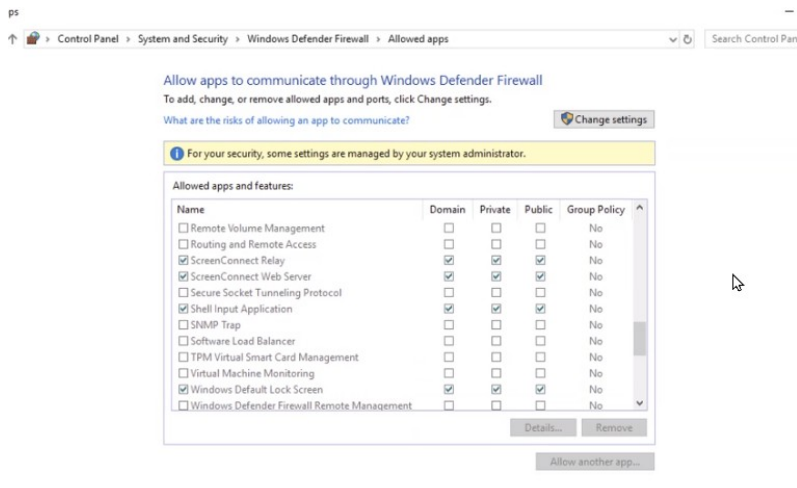 ps
Control Panel > System and Security > Windows Defender Firewall > Allowed apps
Search Control Pan
Allow apps to communicate through Windows Defender Firewall
To add, change, or remove allowed apps and ports, click Change settings.
What are the risks of allowing an app to communicate?
Change settings
For your security, some settings are managed by your system administrator.
Allowed apps and features:
Name Domain Private Public Group Policy
Remote Volume Management No
Routing and Remote Access No
ScreenConnect Relay No
ScreenConnect Web Server No
Secure Socket Tunneling Protocol No
Shell Input Application No
SNMP Trap No
Software Load Balancer No
TPM Virtual Smart Card Management No
Virtual Machine Monitoring No
Windows Default Lock Screen No
Windows Defender Firewall Remote Management No
Details... Remove
Allow another app...